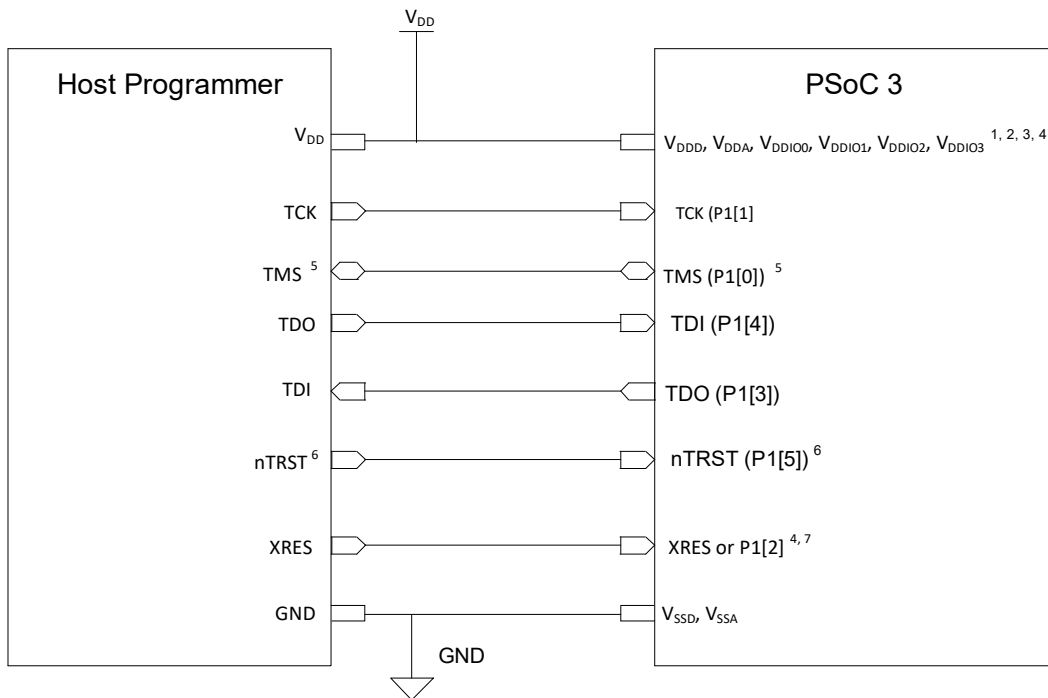 V_DD
Host Programmer
PSoC 3
V_DD
V_DDD, V_DDA, V_DDIO0, V_DDIO1, V_DDIO2, V_DDIO3 1, 2, 3, 4
TCK
TCK (P1[1]
TMS 5
TMS (P1[0]) 5
TDO
TDI (P1[4])
TDI
TDO (P1[3])
nTRST 6
nTRST (P1[5]) 6
XRES
XRES or P1[2] 4, 7
GND
V_SSD, V_SSA
GND